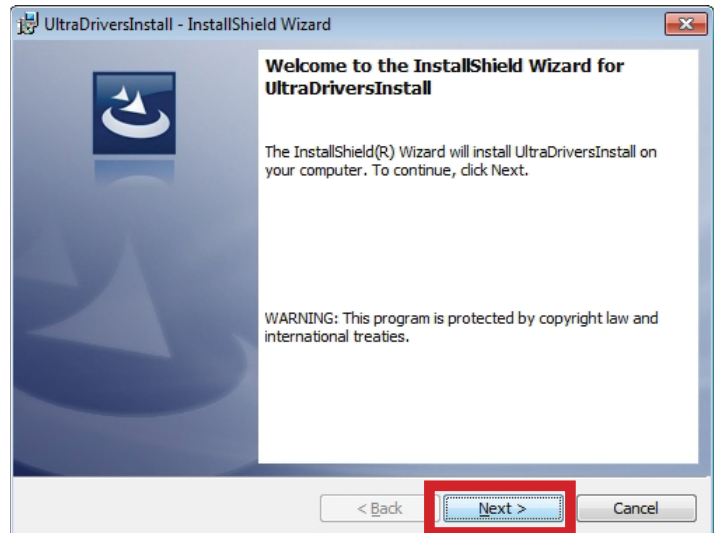 UltraDriversInstall - InstallShield Wizard
Welcome to the InstallShield Wizard for
UltraDriversInstall
The InstallShield(R) Wizard will install UltraDriversInstall on
your computer. To continue, click Next.
WARNING: This program is protected by copyright law and
international treaties.
< Back Next > Cancel